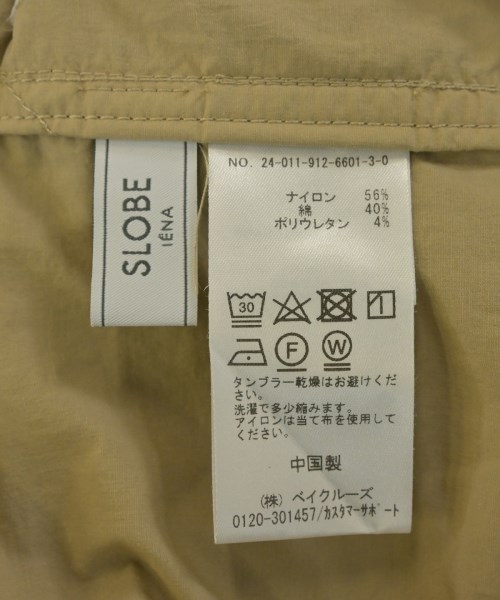 SLOBE
IÉNA
NO. 24-011-912-6601-3-0
ナイロン 56%
綿 40%
ポリウレタン 4%
30
F
W
タンブラー乾燥はお避けくだ
さい。
洗濯で多少縮みます。
アイロンは当て布を使用して
ください。
中国製
(株) ベイクルーズ
0120-301457/カスタマーサポート